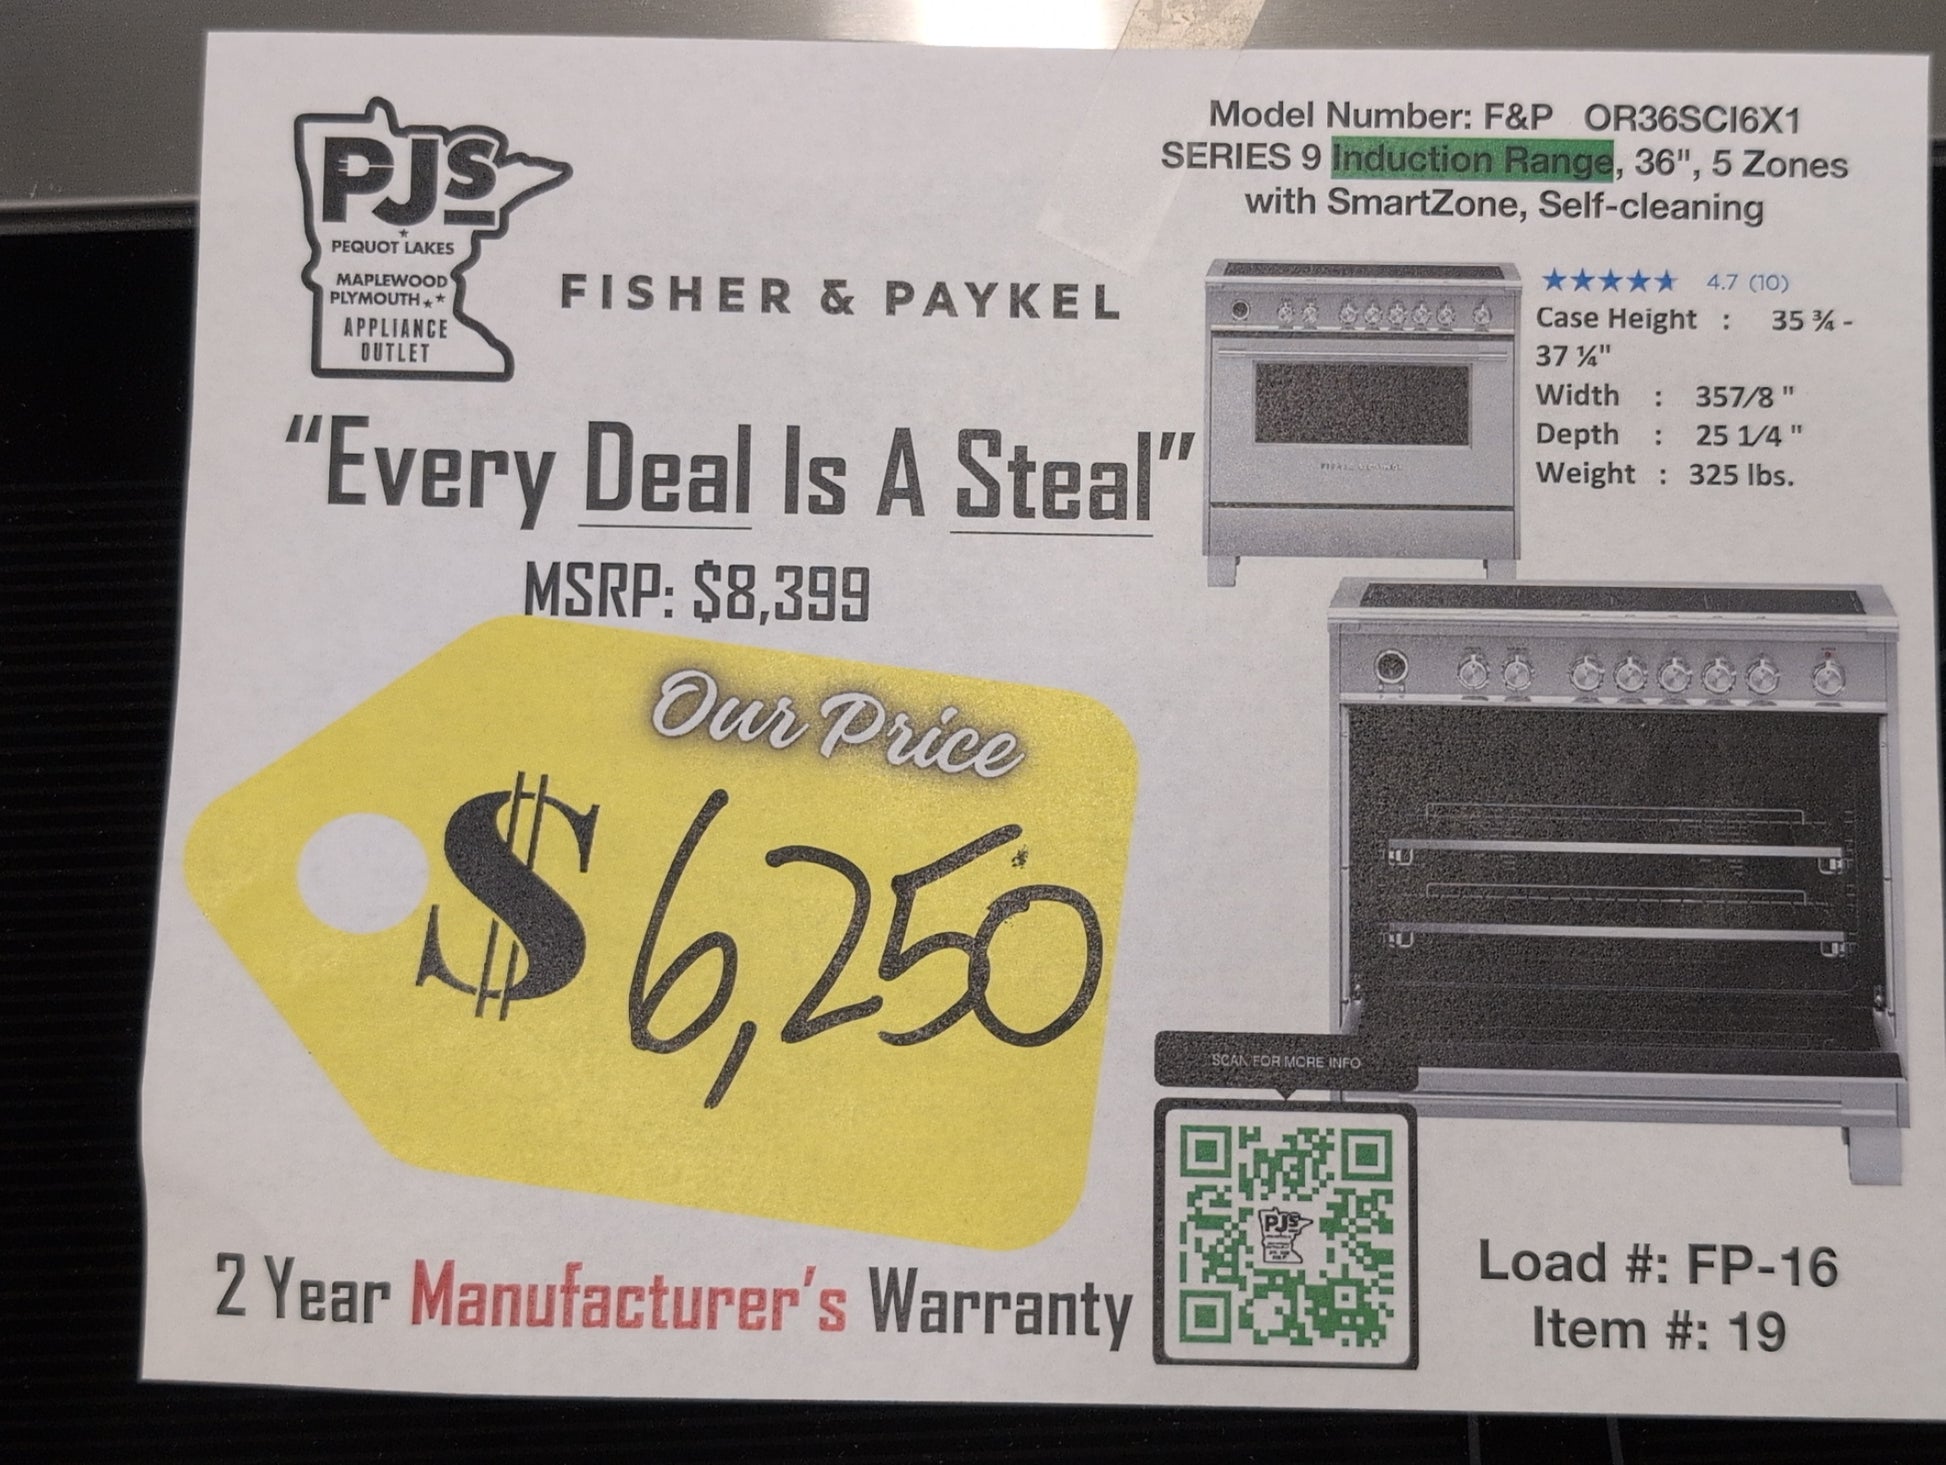 PJS
PEQUOT LAKES
MAPLEWOOD
PLYMOUTH
APPLIANCE
OUTLET
FISHER & PAYKEL
Model Number: F&P OR36SCI6X1
SERIES 9 Induction Range, 36", 5 Zones
with SmartZone, Self-cleaning
4.7 (10)
Case Height : 35 ¾ -
37 ¼"
Width : 357/8 "
Depth : 25 1/4 "
Weight : 325 lbs.
“Every Deal Is A Steal”
MSRP: $8,399
Our Price
$ 6,250
SCAN FOR MORE INFO
PJS
2 Year Manufacturer's Warranty
Load #: FP-16
Item #: 19